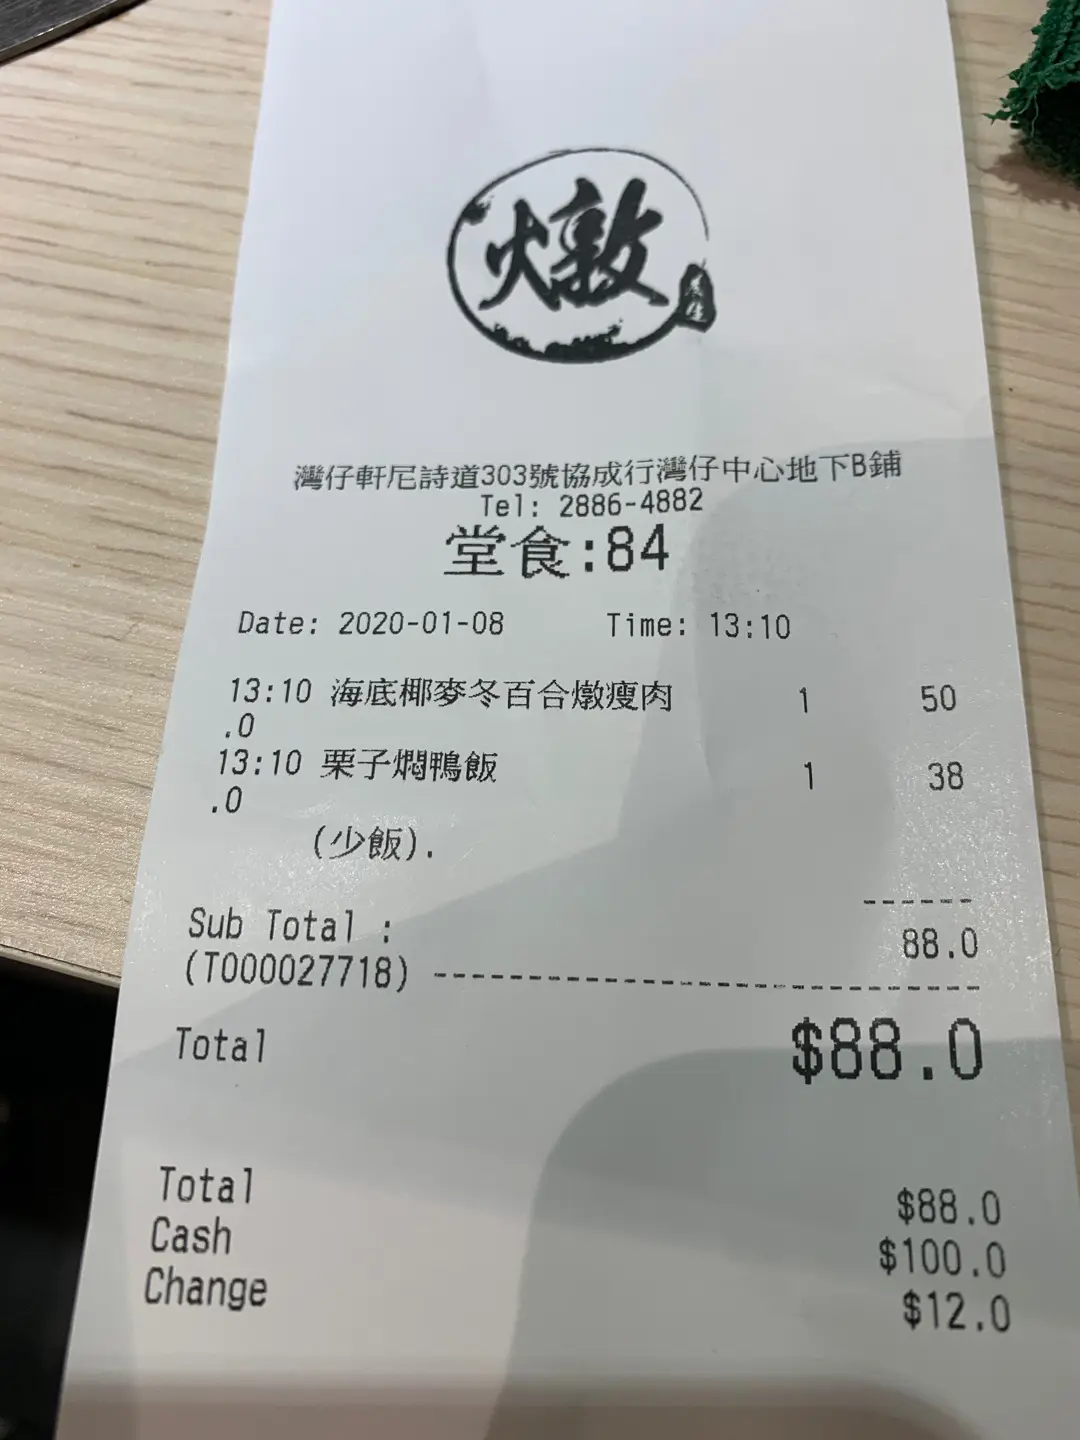 燉
灣仔軒尼詩道303號協成行灣仔中心地下B鋪
Tel: 2886-4882
堂食:84
Date: 2020-01-08 Time: 13:10
13:10 海底椰麥冬百合燉瘦肉 1 50
.0
13:10 栗子燜鴨飯 1 38
.0
(少飯).
------
Sub Total : 88.0
(T000027718) --------------------------------
Total $88.0
Total $88.0
Cash $100.0
Change $12.0